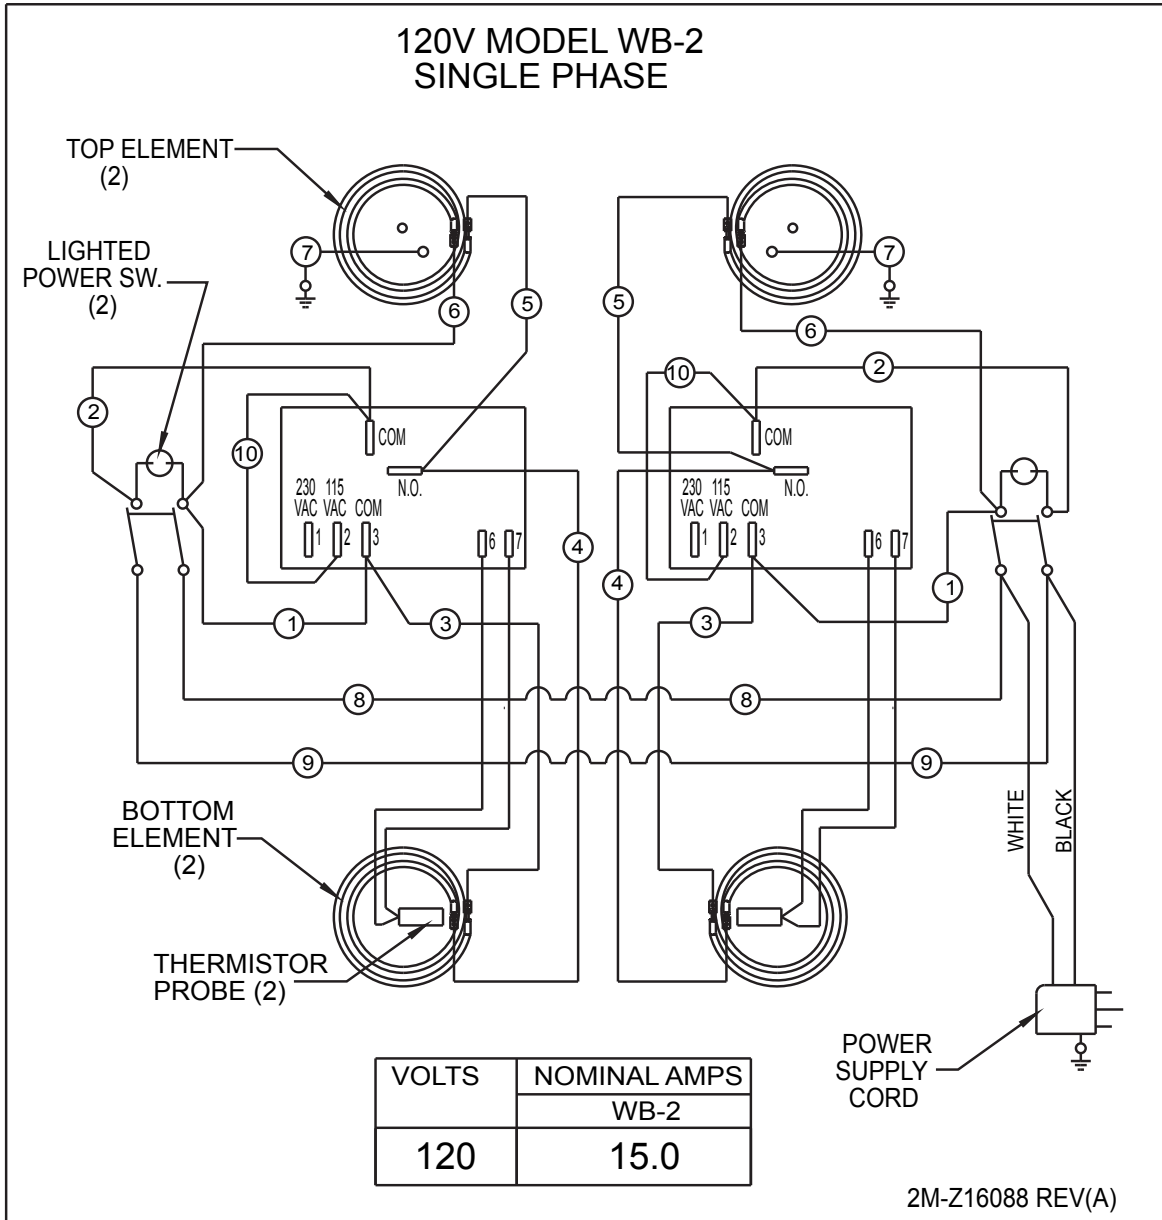 120V MODEL WB-2
SINGLE PHASE
TOP ELEMENT
(2)
LIGHTED
POWER SW.
(2)
7
7
6
5
5
6
2
10
10
2
COM
N.O.
230
VAC
115
VAC
COM
1
2
3
6
7
COM
N.O.
230
VAC
115
VAC
COM
1
2
3
6
7
4
4
1
1
3
3
8
8
9
9
WHITE
BLACK
BOTTOM
ELEMENT
(2)
THERMISTOR
PROBE (2)
POWER
SUPPLY
CORD
VOLTS
NOMINAL AMPS
WB-2
120
15.0
2M-Z16088 REV(A)